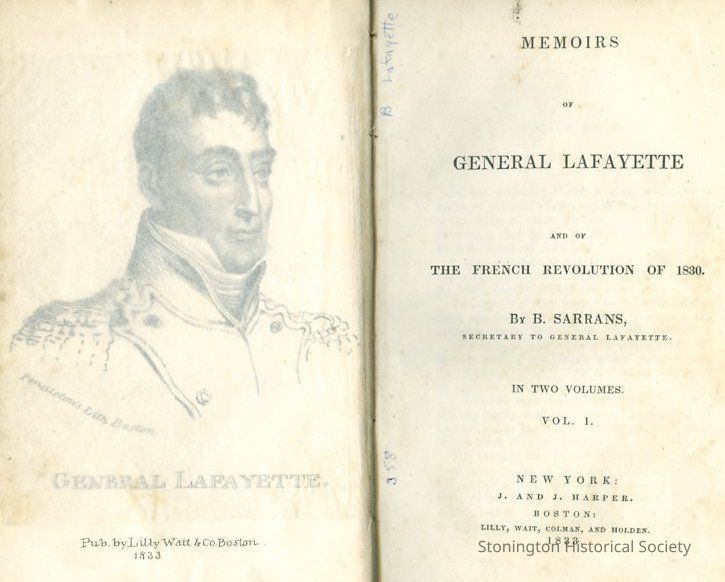 Pendleton's Lith. Boston
GENERAL LAFAYETTE.
Pub. by Lilly Wait & Co. Boston.
1833
B Lafayette
358
MEMOIRS
OF
GENERAL LAFAYETTE
AND OF
THE FRENCH REVOLUTION OF 1830.
By B. SARRANS,
SECRETARY TO GENERAL LAFAYETTE.
IN TWO VOLUMES.
VOL. I.
NEW YORK:
J. AND J. HARPER.
BOSTON:
LILLY, WAIT, COLMAN, AND HOLDEN.
1833
Stonington Historical Society